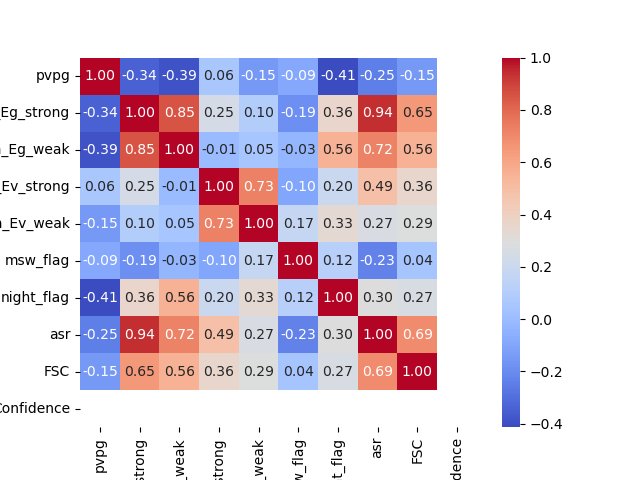 pvpg 1.00 -0.34 -0.39 0.06 -0.15 -0.09 -0.41 -0.25 -0.15
_Eg_strong -0.34 1.00 0.85 0.25 0.10 -0.19 0.36 0.94 0.65
_Eg_weak -0.39 0.85 1.00 -0.01 0.05 -0.03 0.56 0.72 0.56
_Ev_strong 0.06 0.25 -0.01 1.00 0.73 -0.10 0.20 0.49 0.36
_Ev_weak -0.15 0.10 0.05 0.73 1.00 0.17 0.33 0.27 0.29
msw_flag -0.09 -0.19 -0.03 -0.10 0.17 1.00 0.12 -0.23 0.04
night_flag -0.41 0.36 0.56 0.20 0.33 0.12 1.00 0.30 0.27
asr -0.25 0.94 0.72 0.49 0.27 -0.23 0.30 1.00 0.69
FSC -0.15 0.65 0.56 0.36 0.29 0.04 0.27 0.69 1.00
Confidence
pvpg strong _weak strong _weak w_flag t_flag asr FSC dence
1.0
0.8
0.6
0.4
0.2
0.0
−0.2
−0.4